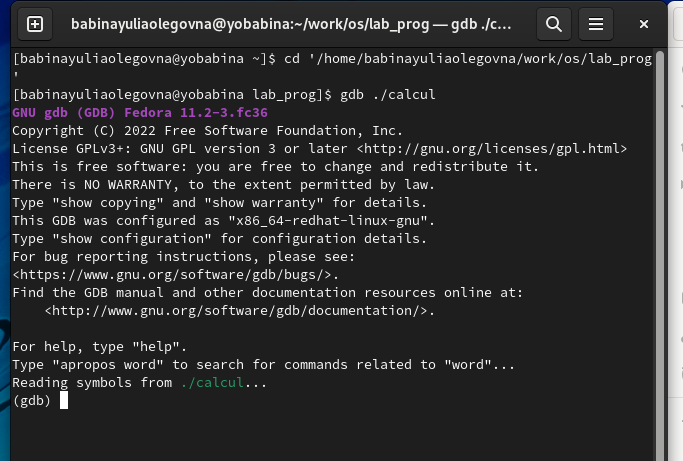 babinayuliaolegovna@yobabina:~/work/os/lab_prog — gdb ./c...
[babinayuliaolegovna@yobabina ~]$ cd '/home/babinayuliaolegovna/work/os/lab_prog
'
[babinayuliaolegovna@yobabina lab_prog]$ gdb ./calcul
GNU gdb (GDB) Fedora 11.2-3.fc36
Copyright (C) 2022 Free Software Foundation, Inc.
License GPLv3+: GNU GPL version 3 or later <http://gnu.org/licenses/gpl.html>
This is free software: you are free to change and redistribute it.
There is NO WARRANTY, to the extent permitted by law.
Type "show copying" and "show warranty" for details.
This GDB was configured as "x86_64-redhat-linux-gnu".
Type "show configuration" for configuration details.
For bug reporting instructions, please see:
<https://www.gnu.org/software/gdb/bugs/>.
Find the GDB manual and other documentation resources online at:
    <http://www.gnu.org/software/gdb/documentation/>.

For help, type "help".
Type "apropos word" to search for commands related to "word"...
Reading symbols from ./calcul...
(gdb)